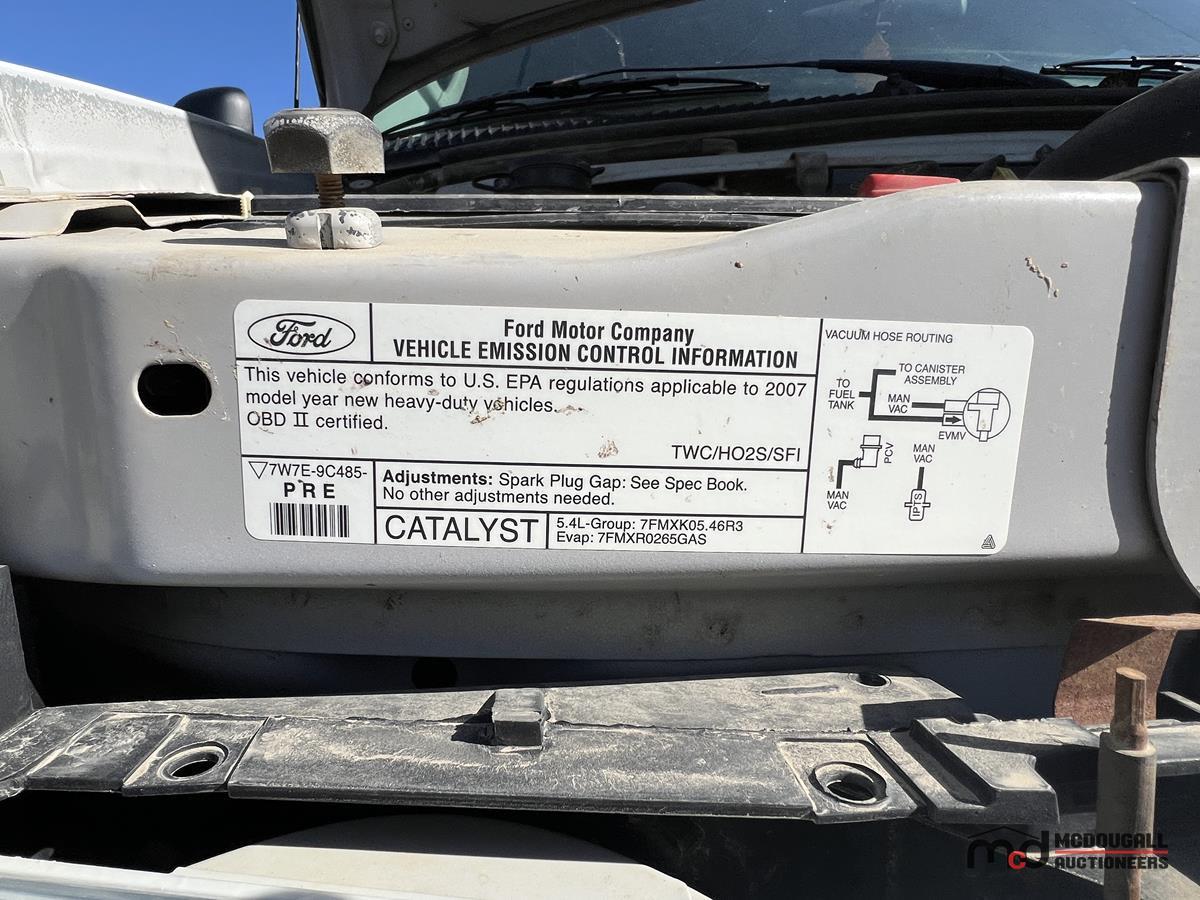 Ford
Ford Motor Company
VEHICLE EMISSION CONTROL INFORMATION
This vehicle conforms to U.S. EPA regulations applicable to 2007
model year new heavy-duty vehicles.
OBD II certified.
TWC/HO2S/SFI
▽7W7E-9C485-
PRE
Adjustments: Spark Plug Gap: See Spec Book.
No other adjustments needed.
CATALYST
5.4L-Group: 7FMXK05.46R3
Evap: 7FMXR0265GAS
VACUUM HOSE ROUTING
TO CANISTER
ASSEMBLY
TO
FUEL
TANK
MAN
VAC
EVMV
PCV
MAN
VAC
MAN
VAC
IPTS
mcd
MCDOUGALL
AUCTIONEERS